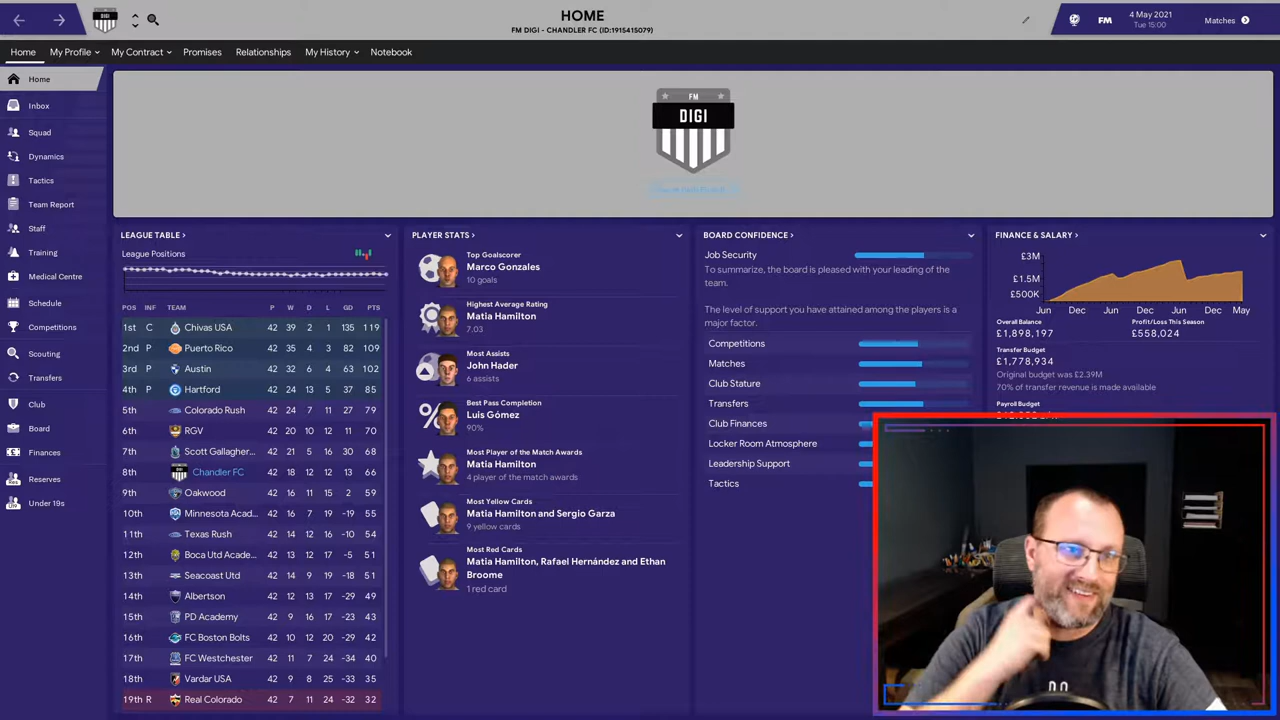 HOME
FM DIGI - CHANDLER FC (ID:1915415079)
FM
4 May 2021
Tue 15:00
Matches
Home
My Profile
My Contract
Promises
Relationships
My History
Notebook
Home
Inbox
Squad
Dynamics
Tactics
Team Report
Staff
Training
Medical Centre
Schedule
Competitions
Scouting
Transfers
Club
Board
Finances
Reserves
Under 19s
FM
DIGI
LEAGUE TABLE >
League Positions
POS INF TEAM P W D L GD PTS
1st C Chivas USA 42 39 2 1 135 119
2nd P Puerto Rico 42 35 4 3 82 109
3rd P Austin 42 32 6 4 63 102
4th P Hartford 42 24 13 5 37 85
5th Colorado Rush 42 24 7 11 27 79
6th RGV 42 20 10 12 11 70
7th Scott Gallagher... 42 21 5 16 30 68
8th Chandler FC 42 18 12 12 13 66
9th Oakwood 42 16 11 15 2 59
10th Minnesota Acad... 42 16 7 19 -19 55
11th Texas Rush 42 14 12 16 -10 54
12th Boca Utd Acade... 42 13 12 17 -5 51
13th Seacoast Utd 42 14 9 19 -18 51
14th Albertson 42 12 13 17 -29 49
15th PD Academy 42 9 16 17 -23 43
16th FC Boston Bolts 42 10 12 20 -29 42
17th FC Westchester 42 11 7 24 -34 40
18th Vardar USA 42 9 8 25 -35 35
19th R Real Colorado 42 7 11 24 -32 32
PLAYER STATS >
Top Goalscorer
Marco Gonzales
10 goals
Highest Average Rating
Matia Hamilton
7.03
Most Assists
John Hader
6 assists
Best Pass Completion
Luis Gómez
90%
Most Player of the Match Awards
Matia Hamilton
4 player of the match awards
Most Yellow Cards
Matia Hamilton and Sergio Garza
9 yellow cards
Most Red Cards
Matia Hamilton, Rafael Hernández and Ethan
Broome
1 red card
BOARD CONFIDENCE >
Job Security
To summarize, the board is pleased with your leading of the
team.
The level of support you have attained among the players is a
major factor.
Competitions
Matches
Club Stature
Transfers
Club Finances
Locker Room Atmosphere
Leadership Support
Tactics
FINANCE & SALARY >
£3M
£1.5M
£500K
Jun Dec Jun Dec Jun May
Overall Balance
£1,898,197
Profit/Loss This Season
£558,024
Transfer Budget
£1,778,934
Original budget was £2.39M
70% of transfer revenue is made available
Payroll Budget